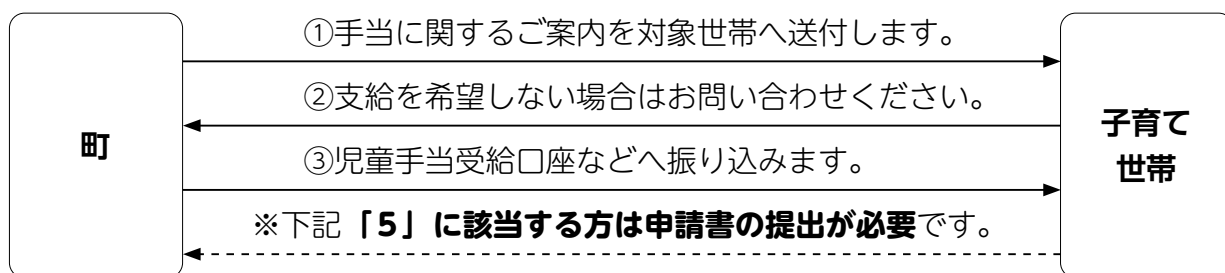 町
①手当に関するご案内を対象世帯へ送付します。
②支給を希望しない場合はお問い合わせください。
③児童手当受給口座などへ振り込みます。
※下記「5」に該当する方は申請書の提出が必要です。
子育て
世帯